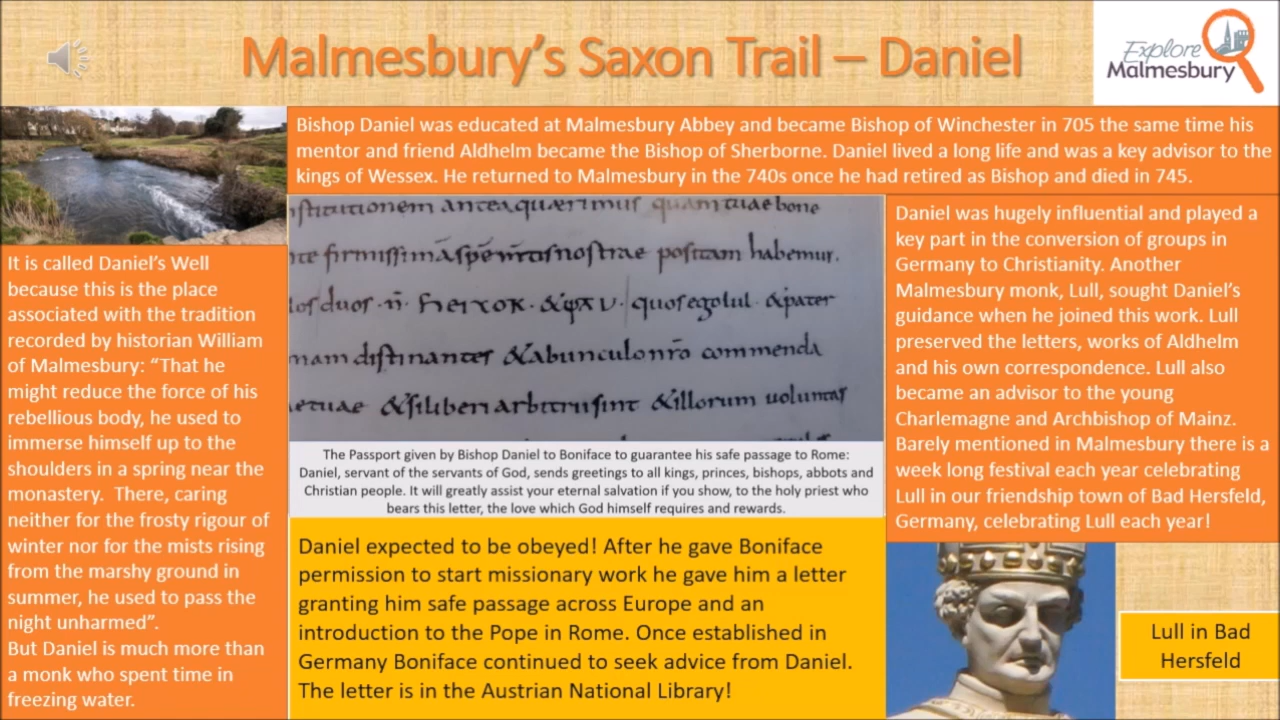 Malmesbury's Saxon Trail – Daniel
Explore
Malmesbury
Bishop Daniel was educated at Malmesbury Abbey and became Bishop of Winchester in 705 the same time his
mentor and friend Aldhelm became the Bishop of Sherborne. Daniel lived a long life and was a key advisor to the
kings of Wessex. He returned to Malmesbury in the 740s once he had retired as Bishop and died in 745.
It is called Daniel's Well
because this is the place
associated with the tradition
recorded by historian William
of Malmesbury: “That he
might reduce the force of his
rebellious body, he used to
immerse himself up to the
shoulders in a spring near the
monastery. There, caring
neither for the frosty rigour of
winter nor for the mists rising
from the marshy ground in
summer, he used to pass the
night unharmed”.
But Daniel is much more than
a monk who spent time in
freezing water.
quam tuae bone
firmissimā nostrae positam habemur.
duos quos ego lul & pater
commenda
& illorum
The Passport given by Bishop Daniel to Boniface to guarantee his safe passage to Rome:
Daniel, servant of the servants of God, sends greetings to all kings, princes, bishops, abbots and
Christian people. It will greatly assist your eternal salvation if you show, to the holy priest who
bears this letter, the love which God himself requires and rewards.
Daniel expected to be obeyed! After he gave Boniface
permission to start missionary work he gave him a letter
granting him safe passage across Europe and an
introduction to the Pope in Rome. Once established in
Germany Boniface continued to seek advice from Daniel.
The letter is in the Austrian National Library!
Daniel was hugely influential and played a
key part in the conversion of groups in
Germany to Christianity. Another
Malmesbury monk, Lull, sought Daniel's
guidance when he joined this work. Lull
preserved the letters, works of Aldhelm
and his own correspondence. Lull also
became an advisor to the young
Charlemagne and Archbishop of Mainz.
Barely mentioned in Malmesbury there is a
week long festival each year celebrating
Lull in our friendship town of Bad Hersfeld,
Germany, celebrating Lull each year!
Lull in Bad
Hersfeld